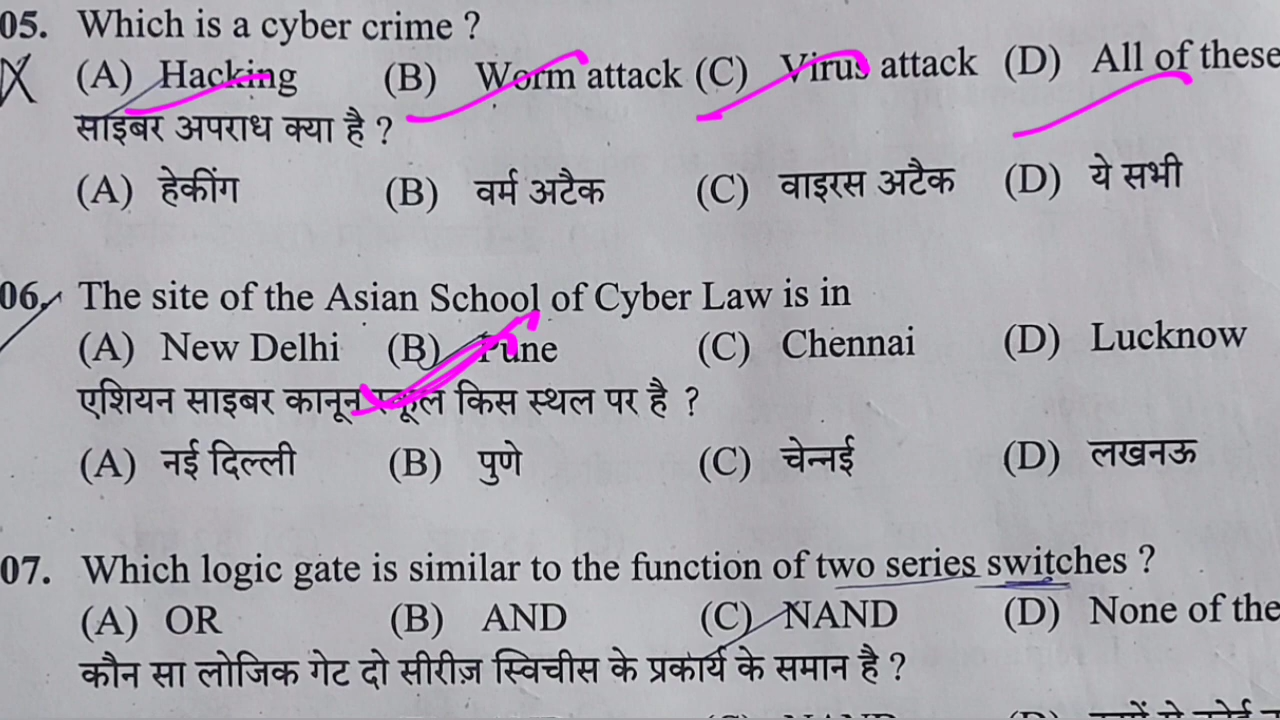 05. Which is a cyber crime ?
(A) Hacking (B) Worm attack (C) Virus attack (D) All of these
साइबर अपराध क्या है ?
(A) हेकींग (B) वर्म अटैक (C) वाइरस अटैक (D) ये सभी
06. The site of the Asian School of Cyber Law is in
(A) New Delhi (B) Pune (C) Chennai (D) Lucknow
एशियन साइबर कानून स्कूल किस स्थल पर है ?
(A) नई दिल्ली (B) पुणे (C) चेन्नई (D) लखनऊ
07. Which logic gate is similar to the function of two series switches ?
(A) OR (B) AND (C) NAND (D) None of the
कौन सा लोजिक गेट दो सीरीज़ स्विचीस के प्रकार्य के समान है ?